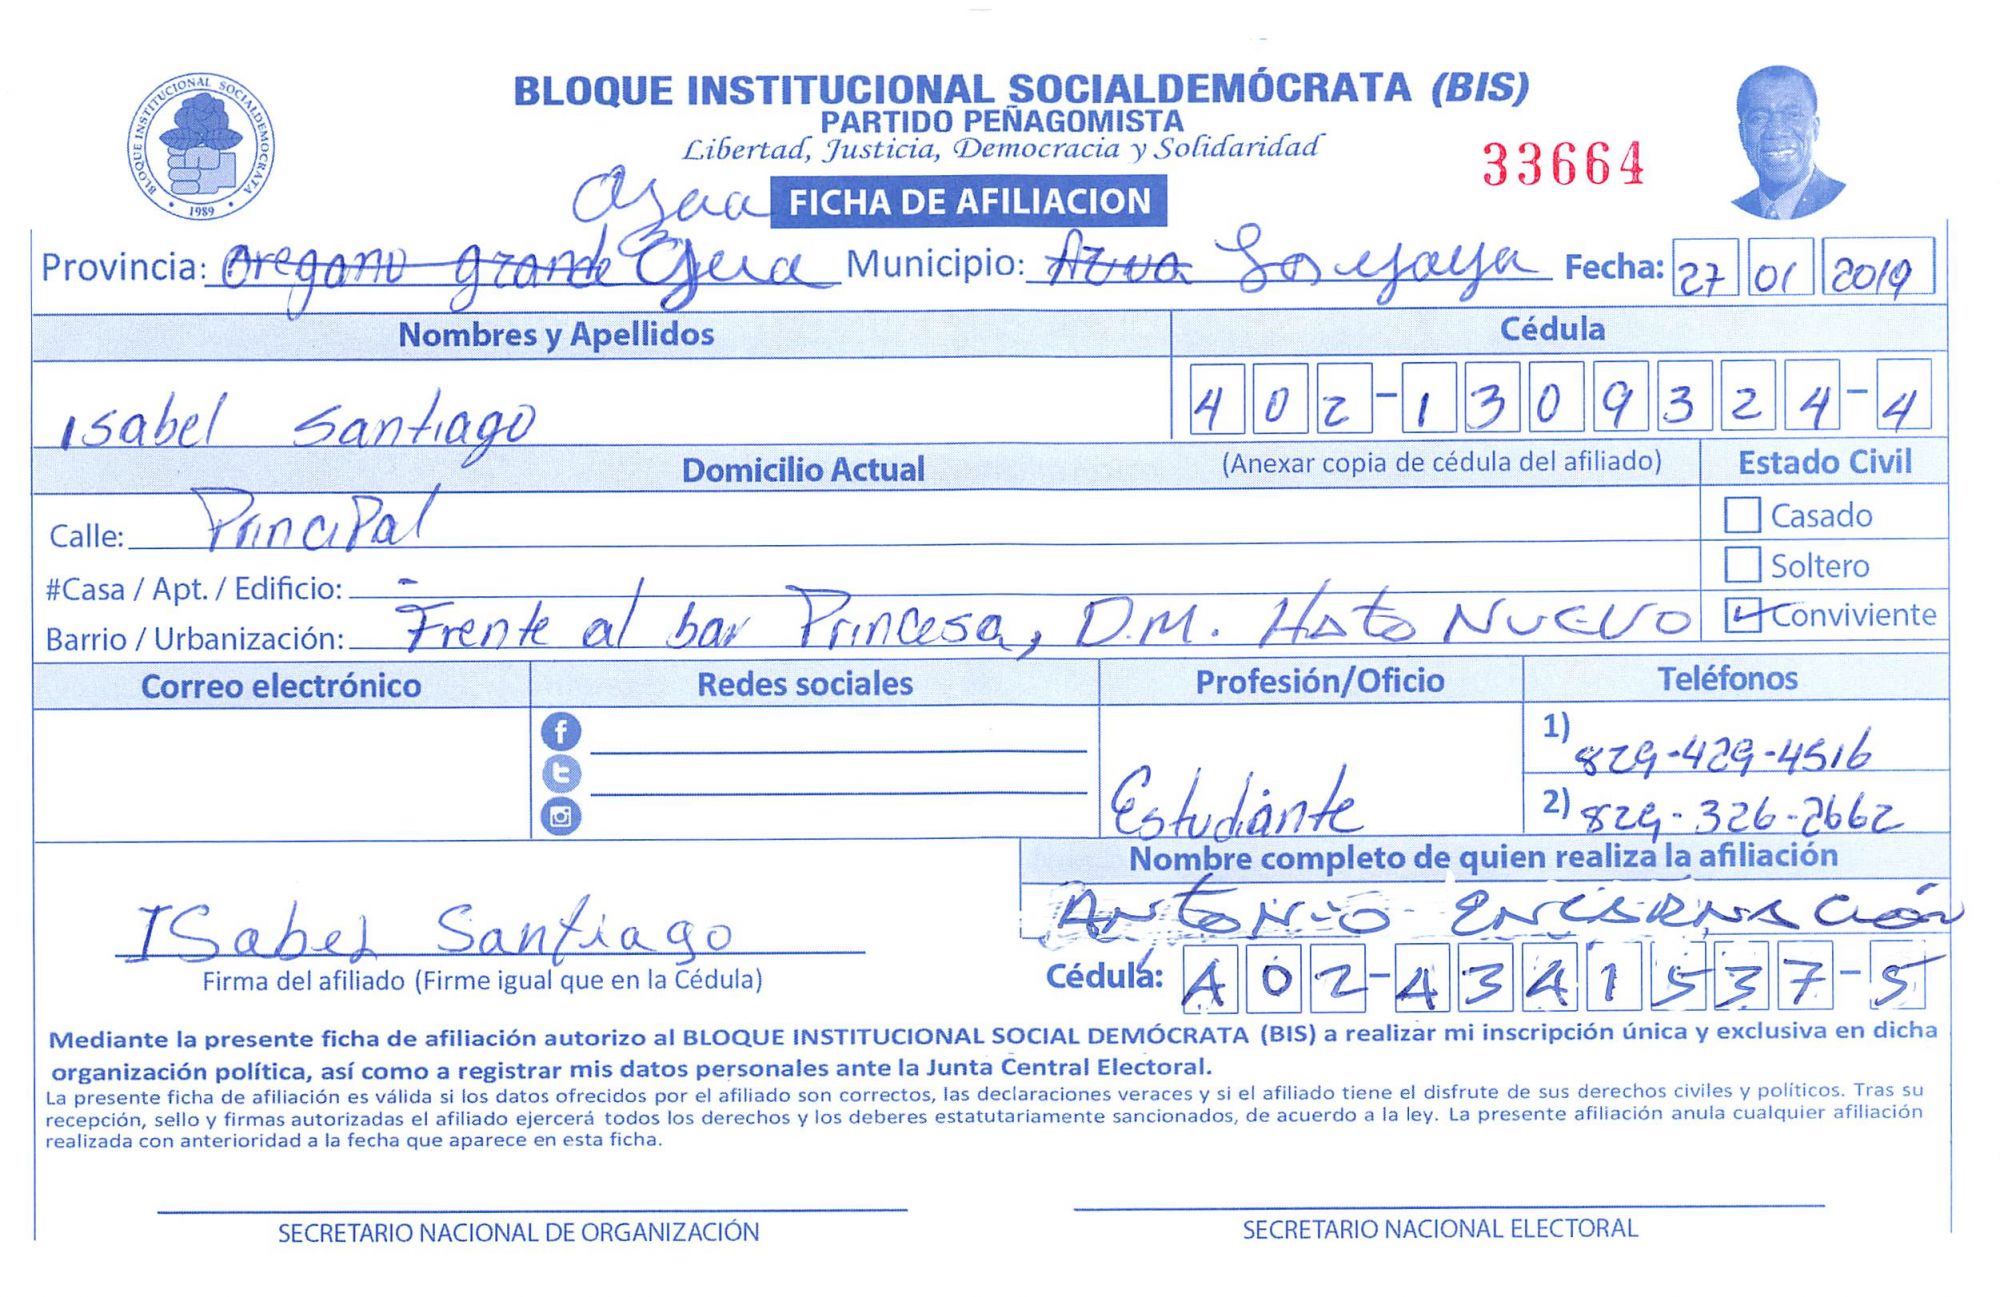 BLOQUE INSTITUCIONAL SOCIALDEMÓCRATA (BIS)
PARTIDO PEÑAGOMISTA
Libertad, Justicia, Democracia y Solidaridad
33664
BLOQUE INSTITUCIONAL SOCIALDEMOCRATA
1989
FICHA DE AFILIACION
Provincia: Oregano grande Municipio: Azua Fecha: 27 01 2019
Nombres y Apellidos Cédula
Isabel Santiago 402-1309324-4
Domicilio Actual (Anexar copia de cédula del afiliado) Estado Civil
Calle: Principal Casado
#Casa / Apt. / Edificio: - Soltero
Barrio / Urbanización: Frente al bar Princesa, D.M. Hato NUEVO Conviviente
Correo electrónico Redes sociales Profesión/Oficio Teléfonos
1) 829-429-4516
Estudiante 2) 829-326-2662
Nombre completo de quien realiza la afiliación
ISabel Santiago ANtoNio ENCARNACión
Firma del afiliado (Firme igual que en la Cédula) Cédula: 402-4341537-5
Mediante la presente ficha de afiliación autorizo al BLOQUE INSTITUCIONAL SOCIAL DEMÓCRATA (BIS) a realizar mi inscripción única y exclusiva en dicha
organización política, así como a registrar mis datos personales ante la Junta Central Electoral.
La presente ficha de afiliación es válida si los datos ofrecidos por el afiliado son correctos, las declaraciones veraces y si el afiliado tiene el disfrute de sus derechos civiles y políticos. Tras su
recepción, sello y firmas autorizadas el afiliado ejercerá todos los derechos y los deberes estatutariamente sancionados, de acuerdo a la ley. La presente afiliación anula cualquier afiliación
realizada con anterioridad a la fecha que aparece en esta ficha.
SECRETARIO NACIONAL DE ORGANIZACIÓN SECRETARIO NACIONAL ELECTORAL